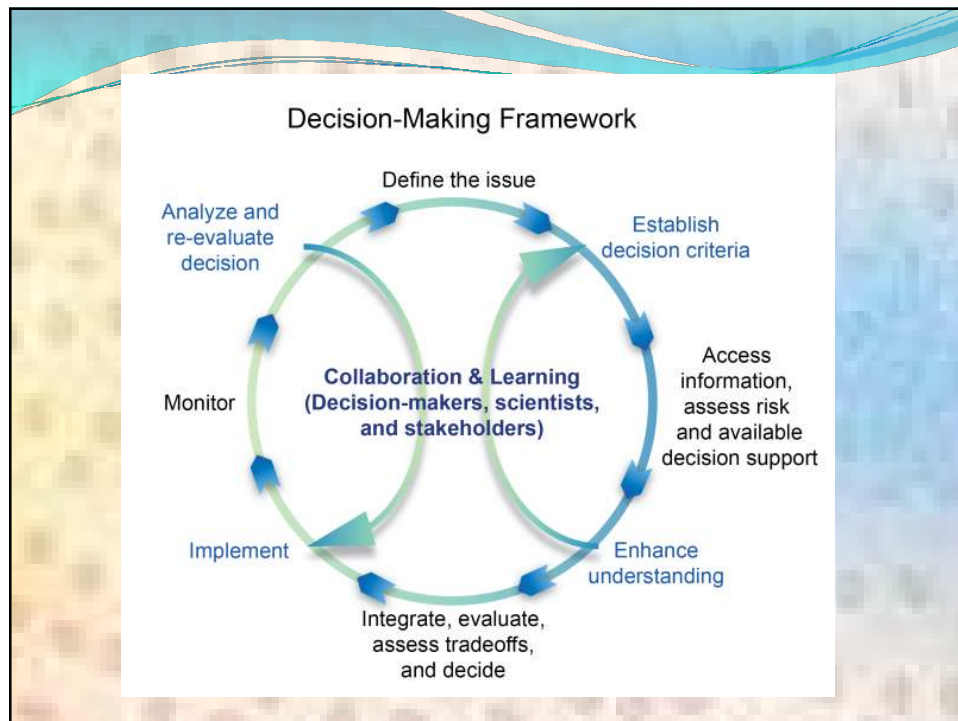 Decision-Making Framework
Define the issue
Analyze and
re-evaluate
decision
Establish
decision criteria
Access
information,
assess risk
and available
decision support
Collaboration & Learning
(Decision-makers, scientists,
and stakeholders)
Monitor
Implement
Enhance
understanding
Integrate, evaluate,
assess tradeoffs,
and decide